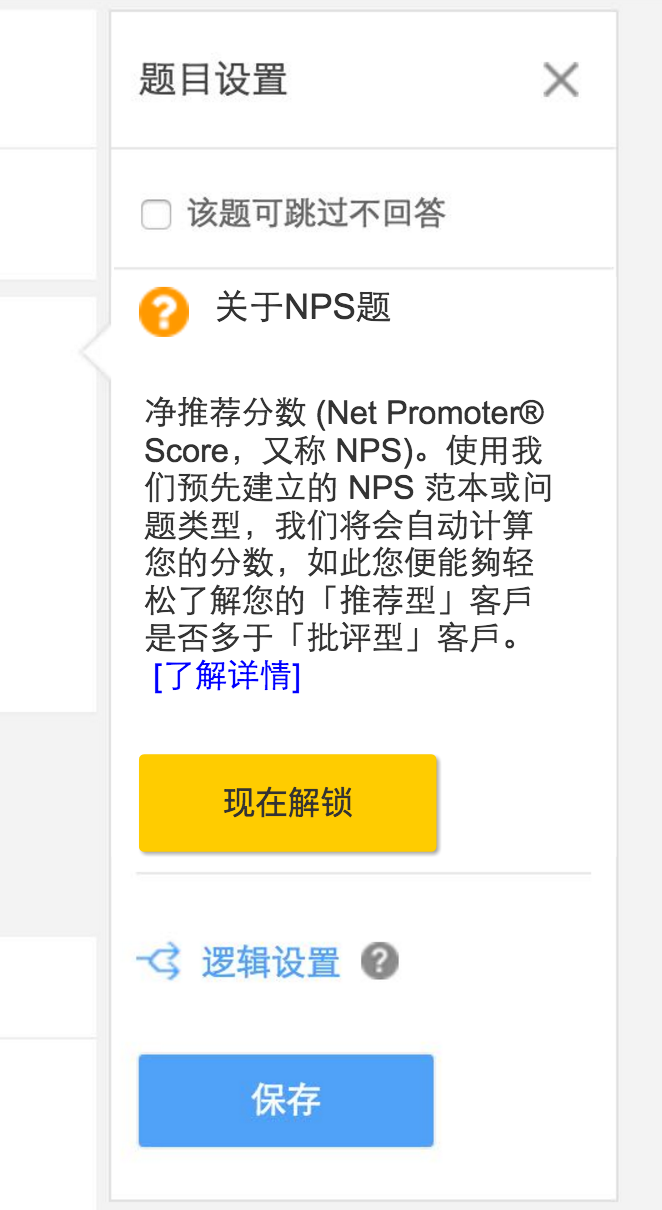 题目设置
该题可跳过不回答
关于NPS题
净推荐分数 (Net Promoter®
Score，又称 NPS)。使用我
们预先建立的 NPS 范本或问
题类型，我们将会自动计算
您的分数，如此您便能夠轻
松了解您的「推荐型」客戶
是否多于「批评型」客戶。
[了解详情]
现在解锁
逻辑设置 ?
保存